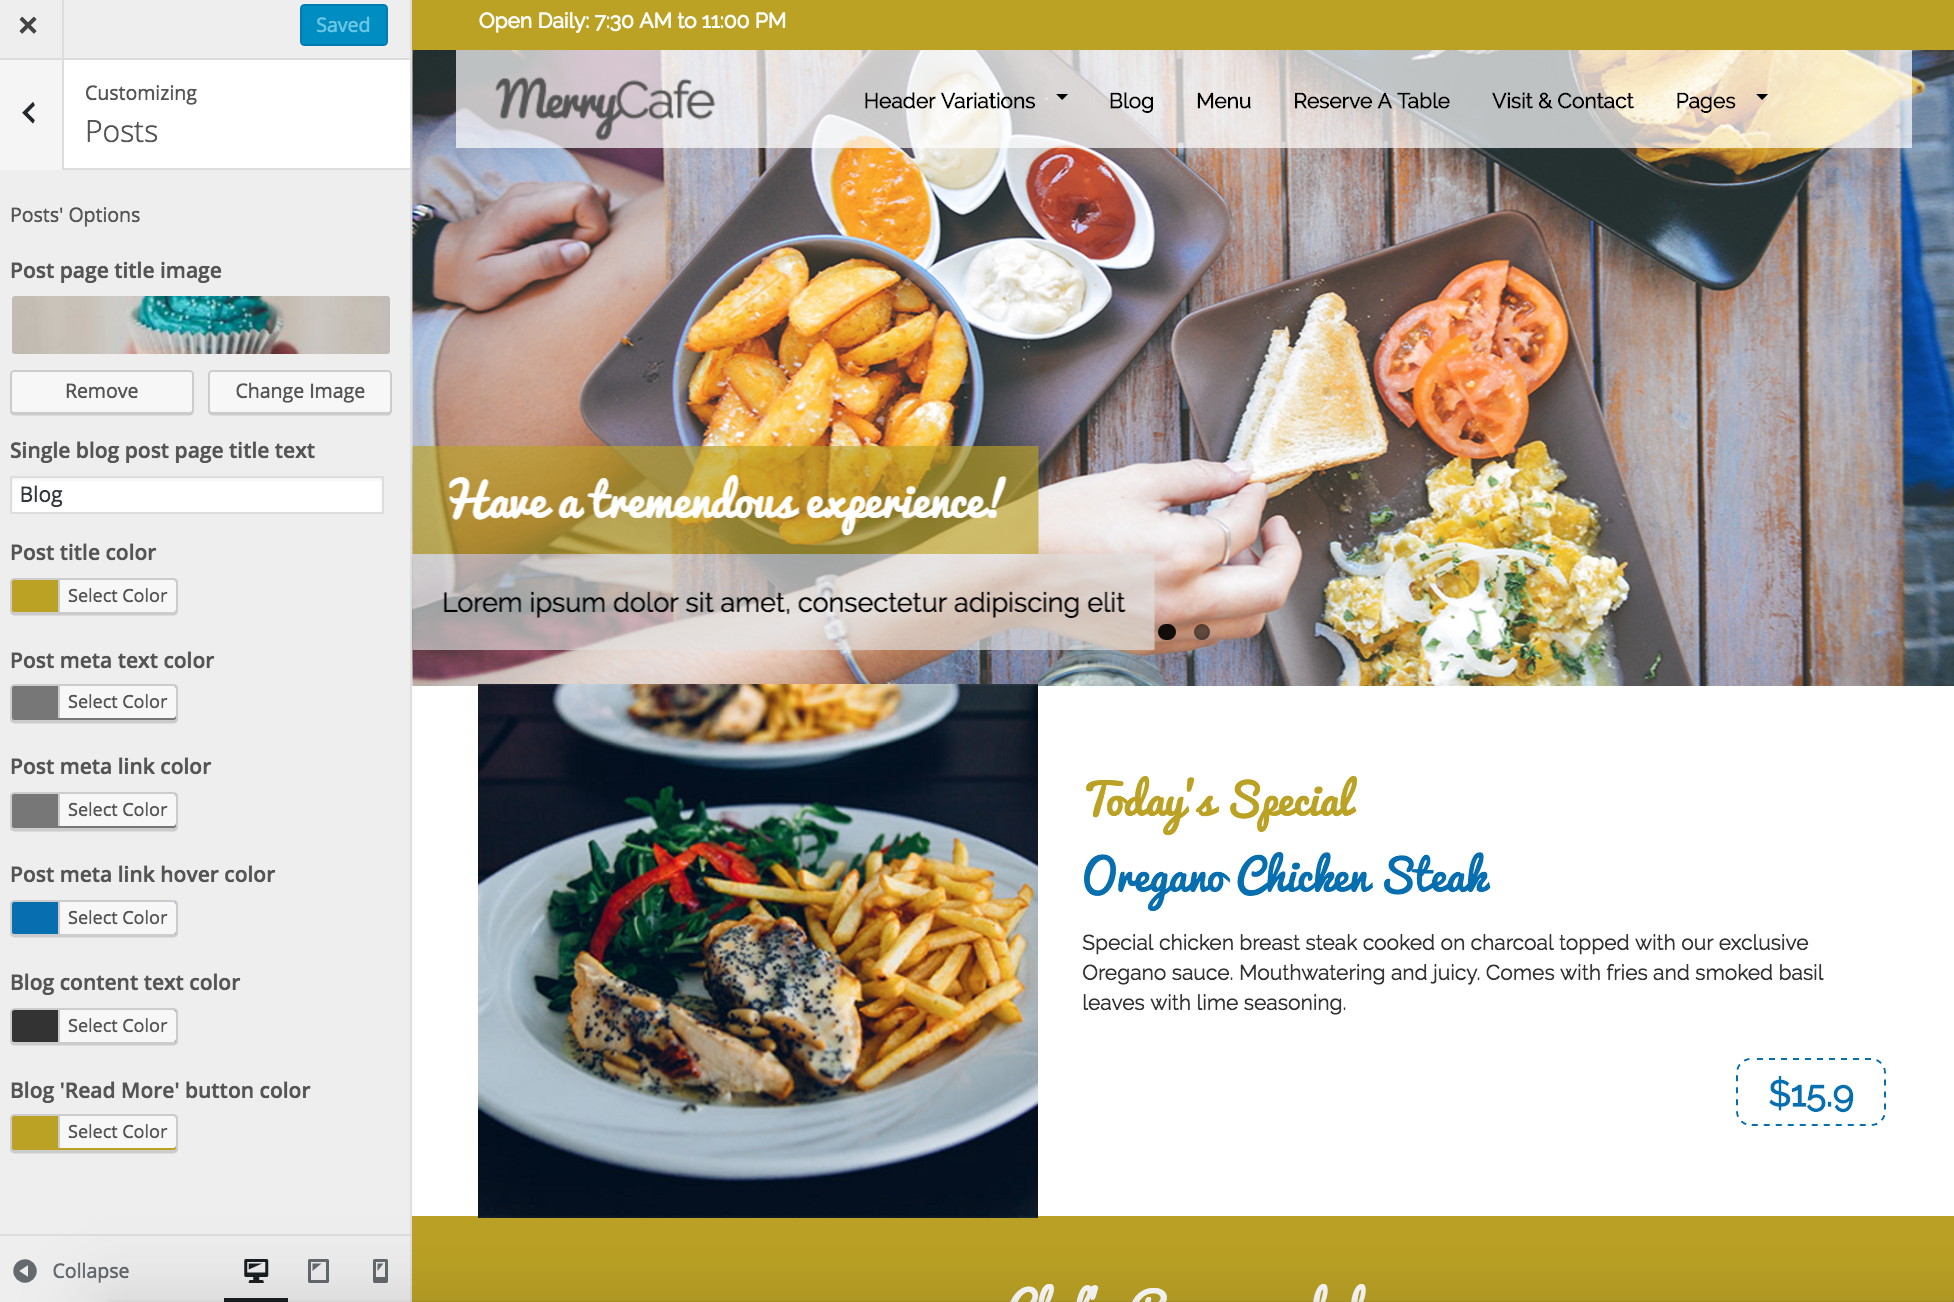 Saved
Customizing
Posts
Posts' Options
Post page title image
Remove
Change Image
Single blog post page title text
Blog
Post title color
Select Color
Post meta text color
Select Color
Post meta link color
Select Color
Post meta link hover color
Select Color
Blog content text color
Select Color
Blog 'Read More' button color
Select Color
Collapse
Open Daily: 7:30 AM to 11:00 PM
MerryCafe
Header Variations
Blog
Menu
Reserve A Table
Visit & Contact
Pages
Have a tremendous experience!
Lorem ipsum dolor sit amet, consectetur adipiscing elit
Today's Special
Oregano Chicken Steak
Special chicken breast steak cooked on charcoal topped with our exclusive
Oregano sauce. Mouthwatering and juicy. Comes with fries and smoked basil
leaves with lime seasoning.
$15.9